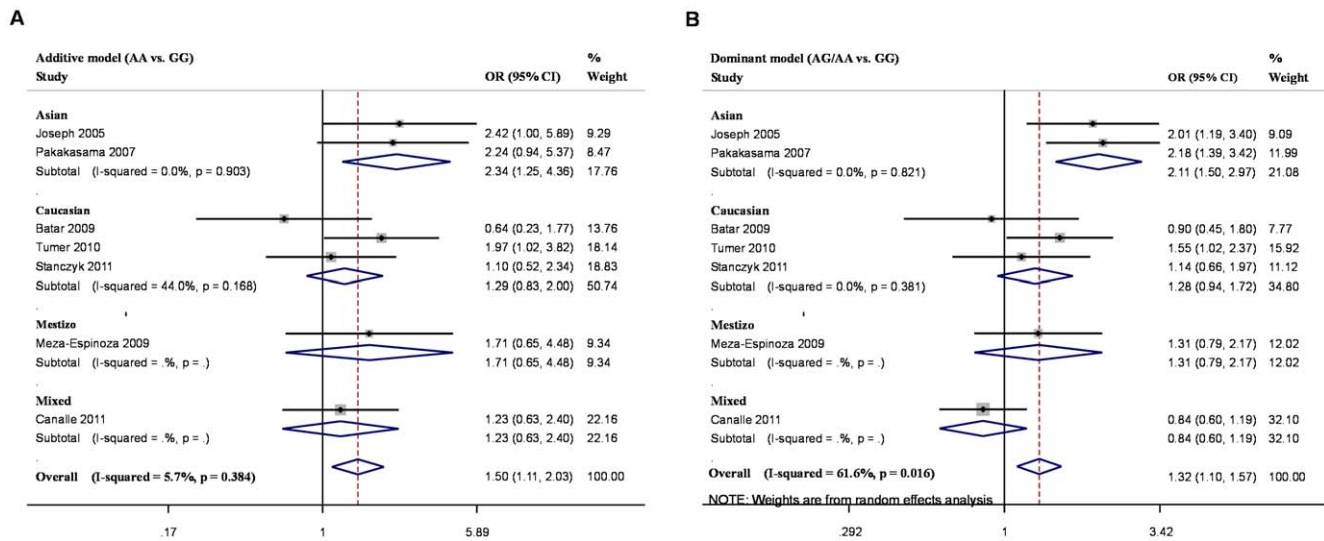 A
Additive model (AA vs. GG) %
Study OR (95% CI) Weight
Asian
Joseph 2005 2.42 (1.00, 5.89) 9.29
Pakakasama 2007 2.24 (0.94, 5.37) 8.47
Subtotal (I-squared = 0.0%, p = 0.903) 2.34 (1.25, 4.36) 17.76
.
Caucasian
Batar 2009 0.64 (0.23, 1.77) 13.76
Tumer 2010 1.97 (1.02, 3.82) 18.14
Stanczyk 2011 1.10 (0.52, 2.34) 18.83
Subtotal (I-squared = 44.0%, p = 0.168) 1.29 (0.83, 2.00) 50.74
.
Mestizo
Meza-Espinoza 2009 1.71 (0.65, 4.48) 9.34
Subtotal (I-squared = .%, p = .) 1.71 (0.65, 4.48) 9.34
.
Mixed
Canalle 2011 1.23 (0.63, 2.40) 22.16
Subtotal (I-squared = .%, p = .) 1.23 (0.63, 2.40) 22.16
.
Overall (I-squared = 5.7%, p = 0.384) 1.50 (1.11, 2.03) 100.00
.17 1 5.89
B
Dominant model (AG/AA vs. GG) %
Study OR (95% CI) Weight
Asian
Joseph 2005 2.01 (1.19, 3.40) 9.09
Pakakasama 2007 2.18 (1.39, 3.42) 11.99
Subtotal (I-squared = 0.0%, p = 0.821) 2.11 (1.50, 2.97) 21.08
.
Caucasian
Batar 2009 0.90 (0.45, 1.80) 7.77
Tumer 2010 1.55 (1.02, 2.37) 15.92
Stanczyk 2011 1.14 (0.66, 1.97) 11.12
Subtotal (I-squared = 0.0%, p = 0.381) 1.28 (0.94, 1.72) 34.80
.
Mestizo
Meza-Espinoza 2009 1.31 (0.79, 2.17) 12.02
Subtotal (I-squared = .%, p = .) 1.31 (0.79, 2.17) 12.02
.
Mixed
Canalle 2011 0.84 (0.60, 1.19) 32.10
Subtotal (I-squared = .%, p = .) 0.84 (0.60, 1.19) 32.10
.
Overall (I-squared = 61.6%, p = 0.016) 1.32 (1.10, 1.57) 100.00
NOTE: Weights are from random effects analysis
.292 1 3.42